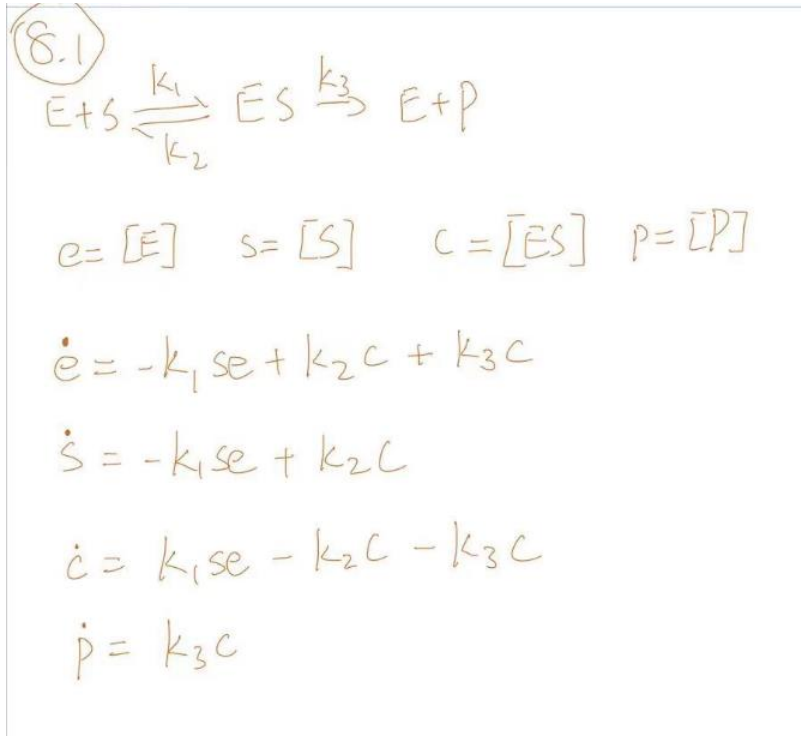 8.1
E+S ⇌ ES → E+P
k₁ k₂ k₃
e=[E] s=[S] c=[ES] p=[P]
ė=-k₁se+k₂c+k₃c
ṡ=-k₁se+k₂c
ċ=k₁se-k₂c-k₃c
ṗ=k₃c